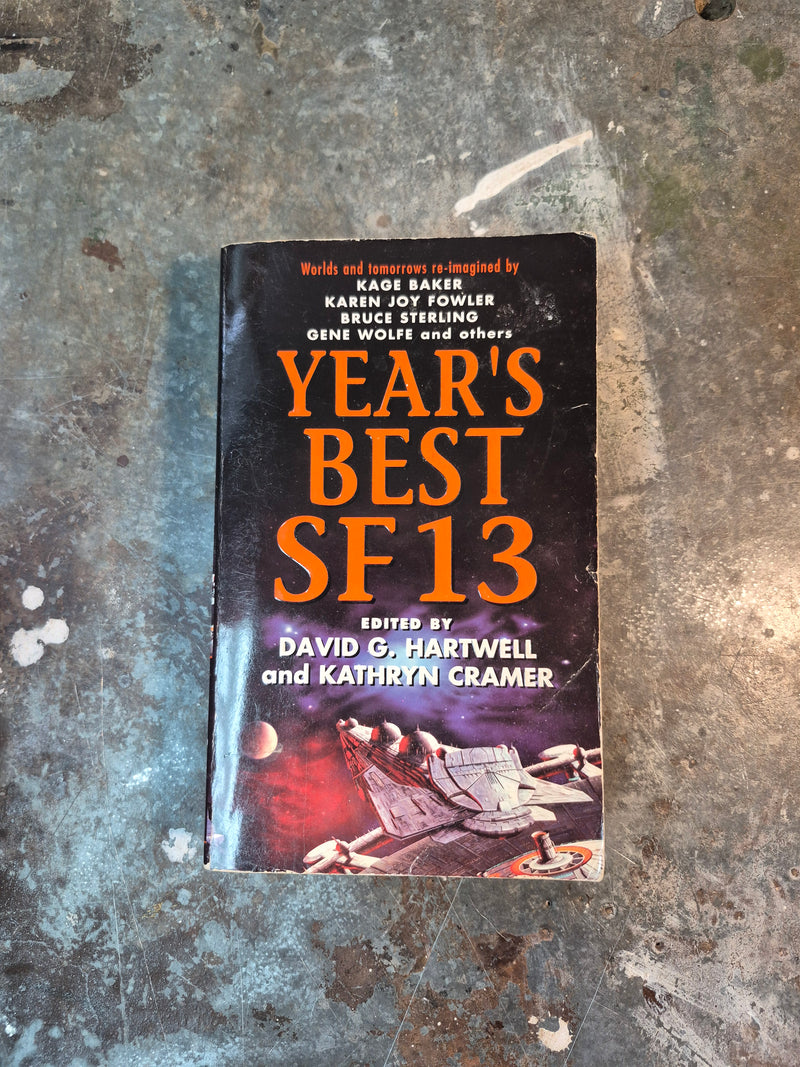 Worlds and tomorrows re-imagined by
KAGE BAKER
KAREN JOY FOWLER
BRUCE STERLING
GENE WOLFE and others
YEAR'S
BEST
SF 13
EDITED BY
DAVID G. HARTWELL
and KATHRYN CRAMER